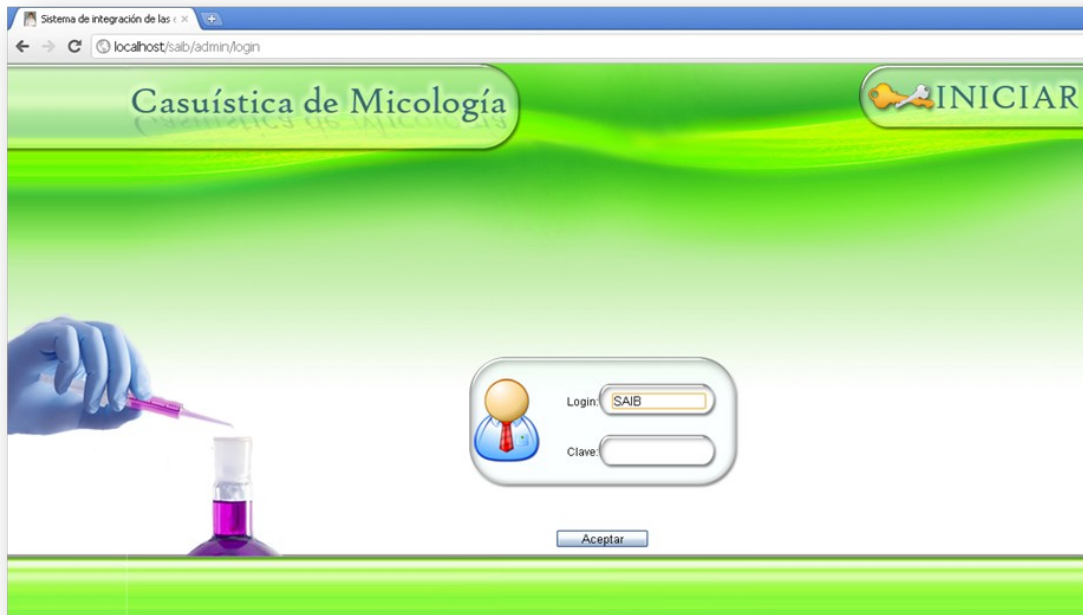 Sistema de integración de las e
localhost/saib/admin/login
Casuística de Micología
INICIAR
Login: SAIB
Clave:
Aceptar